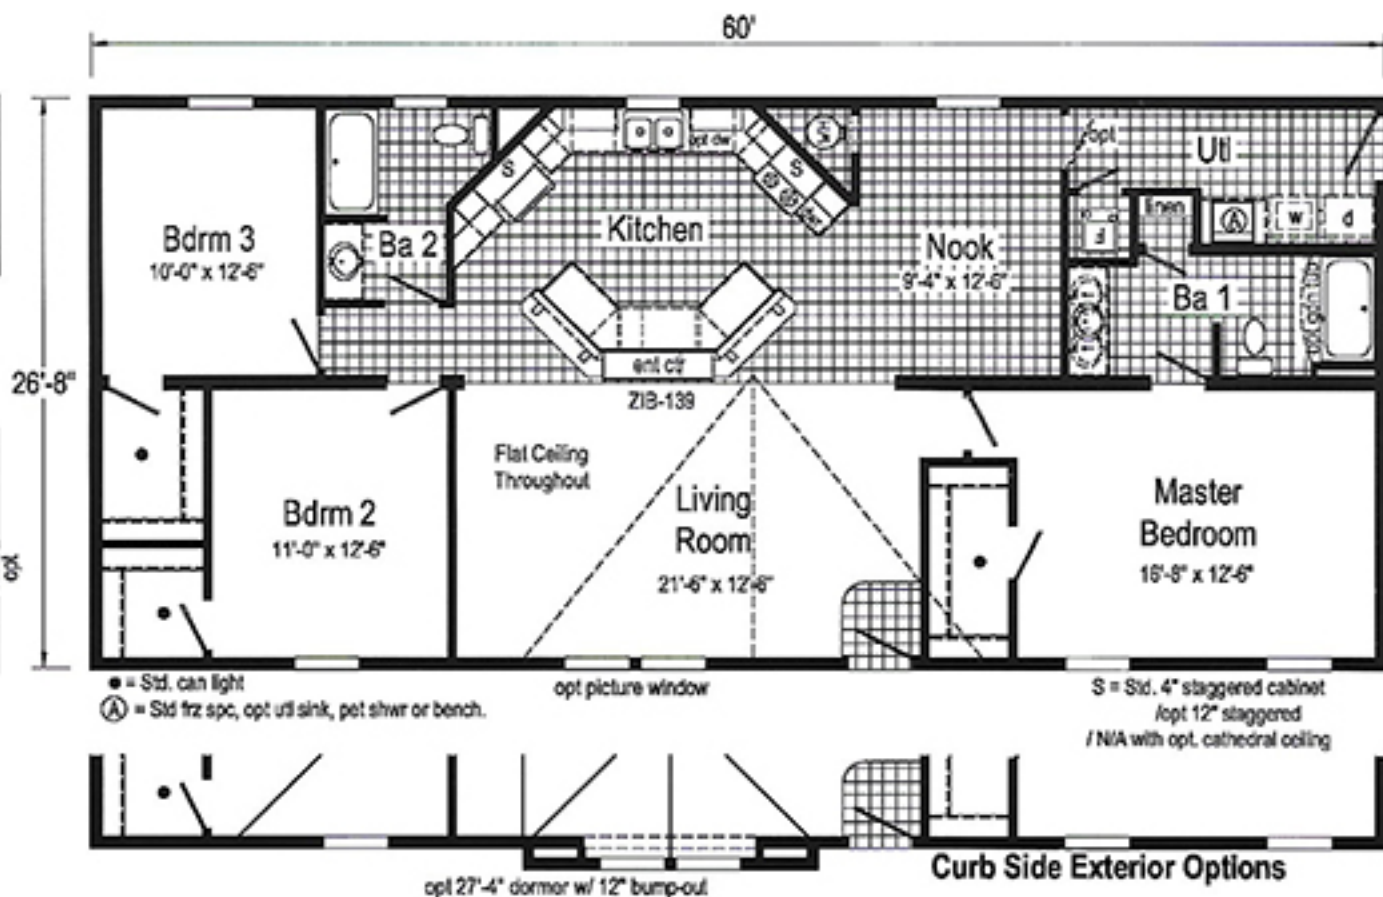 60'
opt
Utl
S
opt dw
WH
S
linen
Kitchen
Bdrm 3
10'-0" x 12'-6"
Ba 2
Nook
9'-4" x 12'-6"
A
w
d
Ba 1
26'-8"
ent ctr
ZIB-139
Flat Ceiling
Throughout
Living
Room
21'-6" x 12'-6"
Bdrm 2
11'-0" x 12'-6"
Master
Bedroom
16'-8" x 12'-6"
opt
● = Std. can light
Ⓐ = Std frz spc, opt utl sink, pet shwr or bench.
opt picture window
S = Std. 4" staggered cabinet
/opt 12" staggered
/ N/A with opt. cathedral ceiling
Curb Side Exterior Options
opt 27'-4" dormer w/ 12" bump-out